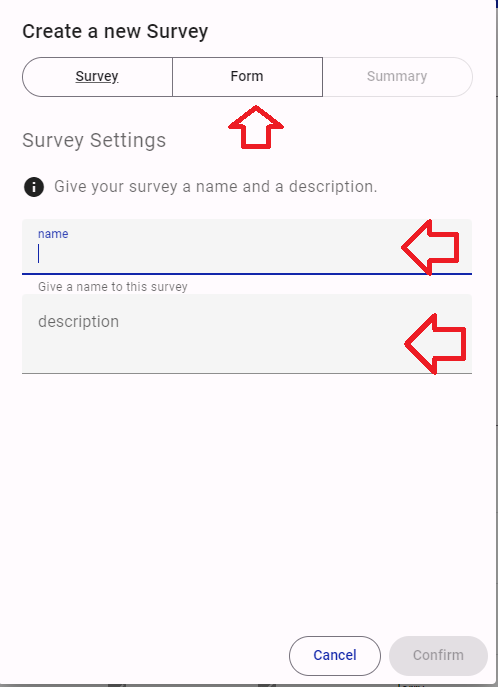 Create a new Survey
Survey Form Summary
Survey Settings
Give your survey a name and a description.
name
Give a name to this survey
description
Cancel Confirm